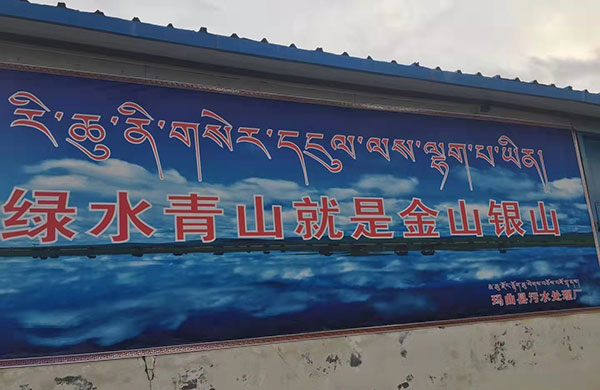 རི་ཆུ་ནི་གསེར་དངུལ་ལས་ལྷག་པ་ཡིན།
绿水青山就是金山银山
玛曲县污水处理厂